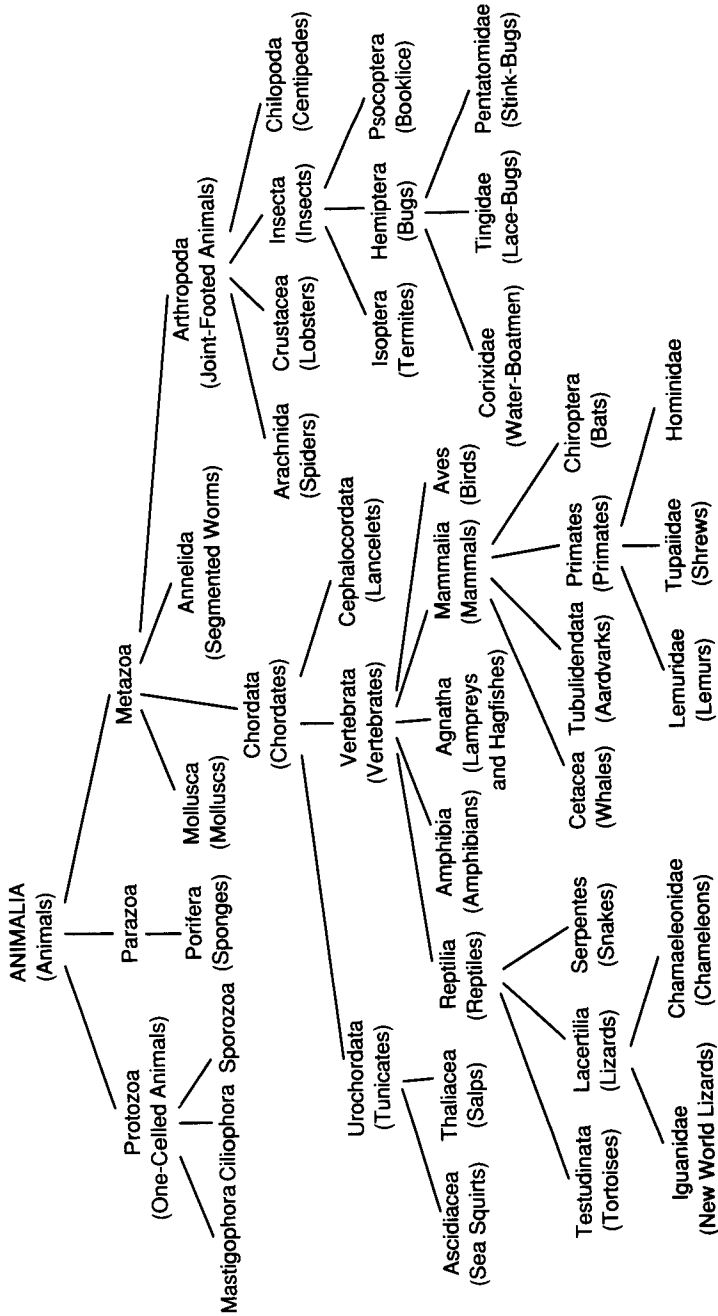 ANIMALIA
(Animals)
Protozoa
(One-Celled Animals)
Parazoa
Metazoa
Mastigophora Ciliophora Sporozoa
Porifera
(Sponges)
Mollusca
(Molluscs)
Annelida
(Segmented Worms)
Arthropoda
(Joint-Footed Animals)
Chordata
(Chordates)
Arachnida
(Spiders)
Crustacea
(Lobsters)
Insecta
(Insects)
Chilopoda
(Centipedes)
Urochordata
(Tunicates)
Vertebrata
(Vertebrates)
Cephalocordata
(Lancelets)
Isoptera
(Termites)
Hemiptera
(Bugs)
Psocoptera
(Booklice)
Ascidiacea
(Sea Squirts)
Thaliacea
(Salps)
Reptilia
(Reptiles)
Amphibia
(Amphibians)
Agnatha
(Lampreys
and Hagfishes)
Mammalia
(Mammals)
Aves
(Birds)
Corixidae
(Water-Boatmen)
Tingidae
(Lace-Bugs)
Pentatomidae
(Stink-Bugs)
Testudinata
(Tortoises)
Lacertilia
(Lizards)
Serpentes
(Snakes)
Cetacea
(Whales)
Tubulidendata
(Aardvarks)
Primates
(Primates)
Chiroptera
(Bats)
Iguanidae
(New World Lizards)
Chamaeleonidae
(Chameleons)
Lemuridae
(Lemurs)
Tupaiidae
(Shrews)
Hominidae